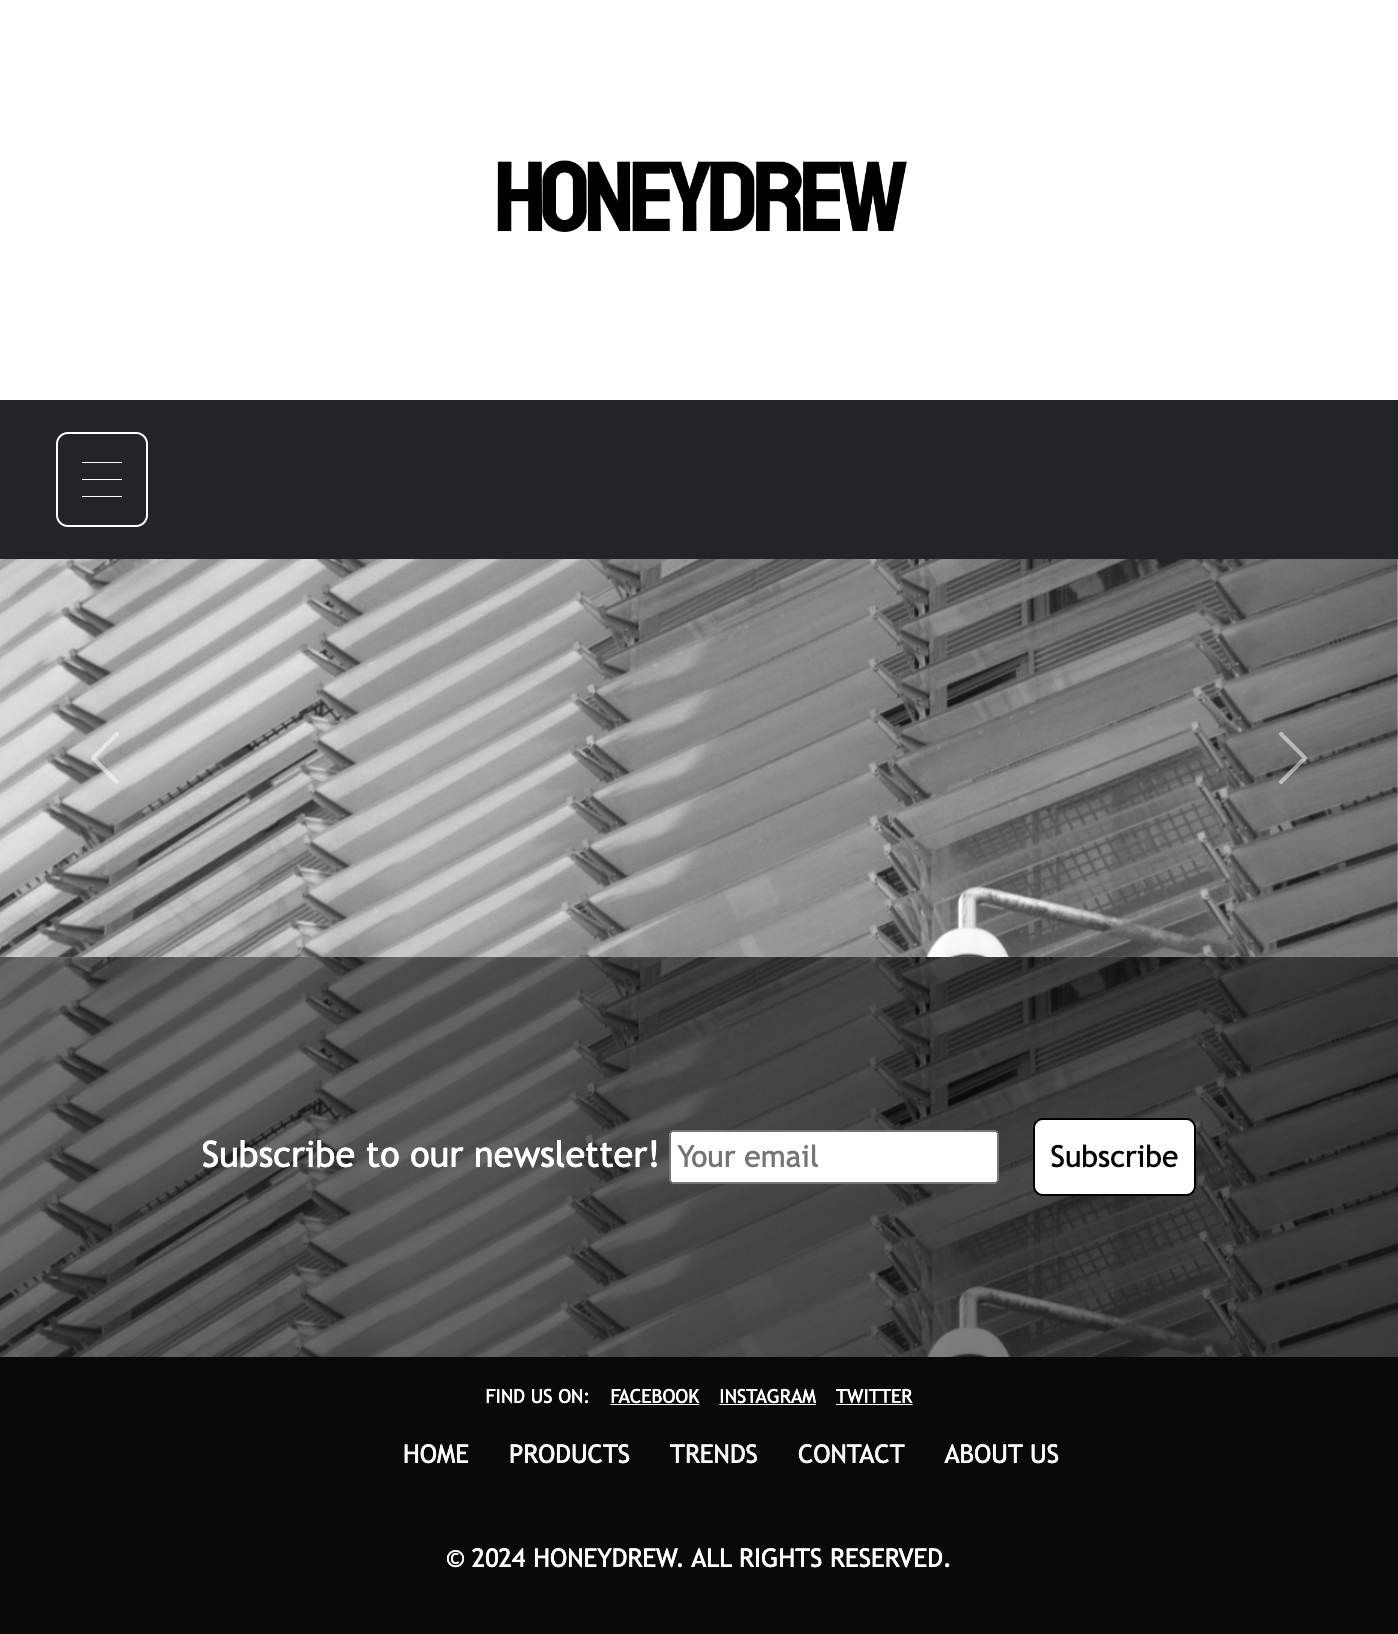 HONEYDREW
Subscribe to our newsletter! Your email Subscribe
FIND US ON: FACEBOOK INSTAGRAM TWITTER
HOME PRODUCTS TRENDS CONTACT ABOUT US
© 2024 HONEYDREW. ALL RIGHTS RESERVED.